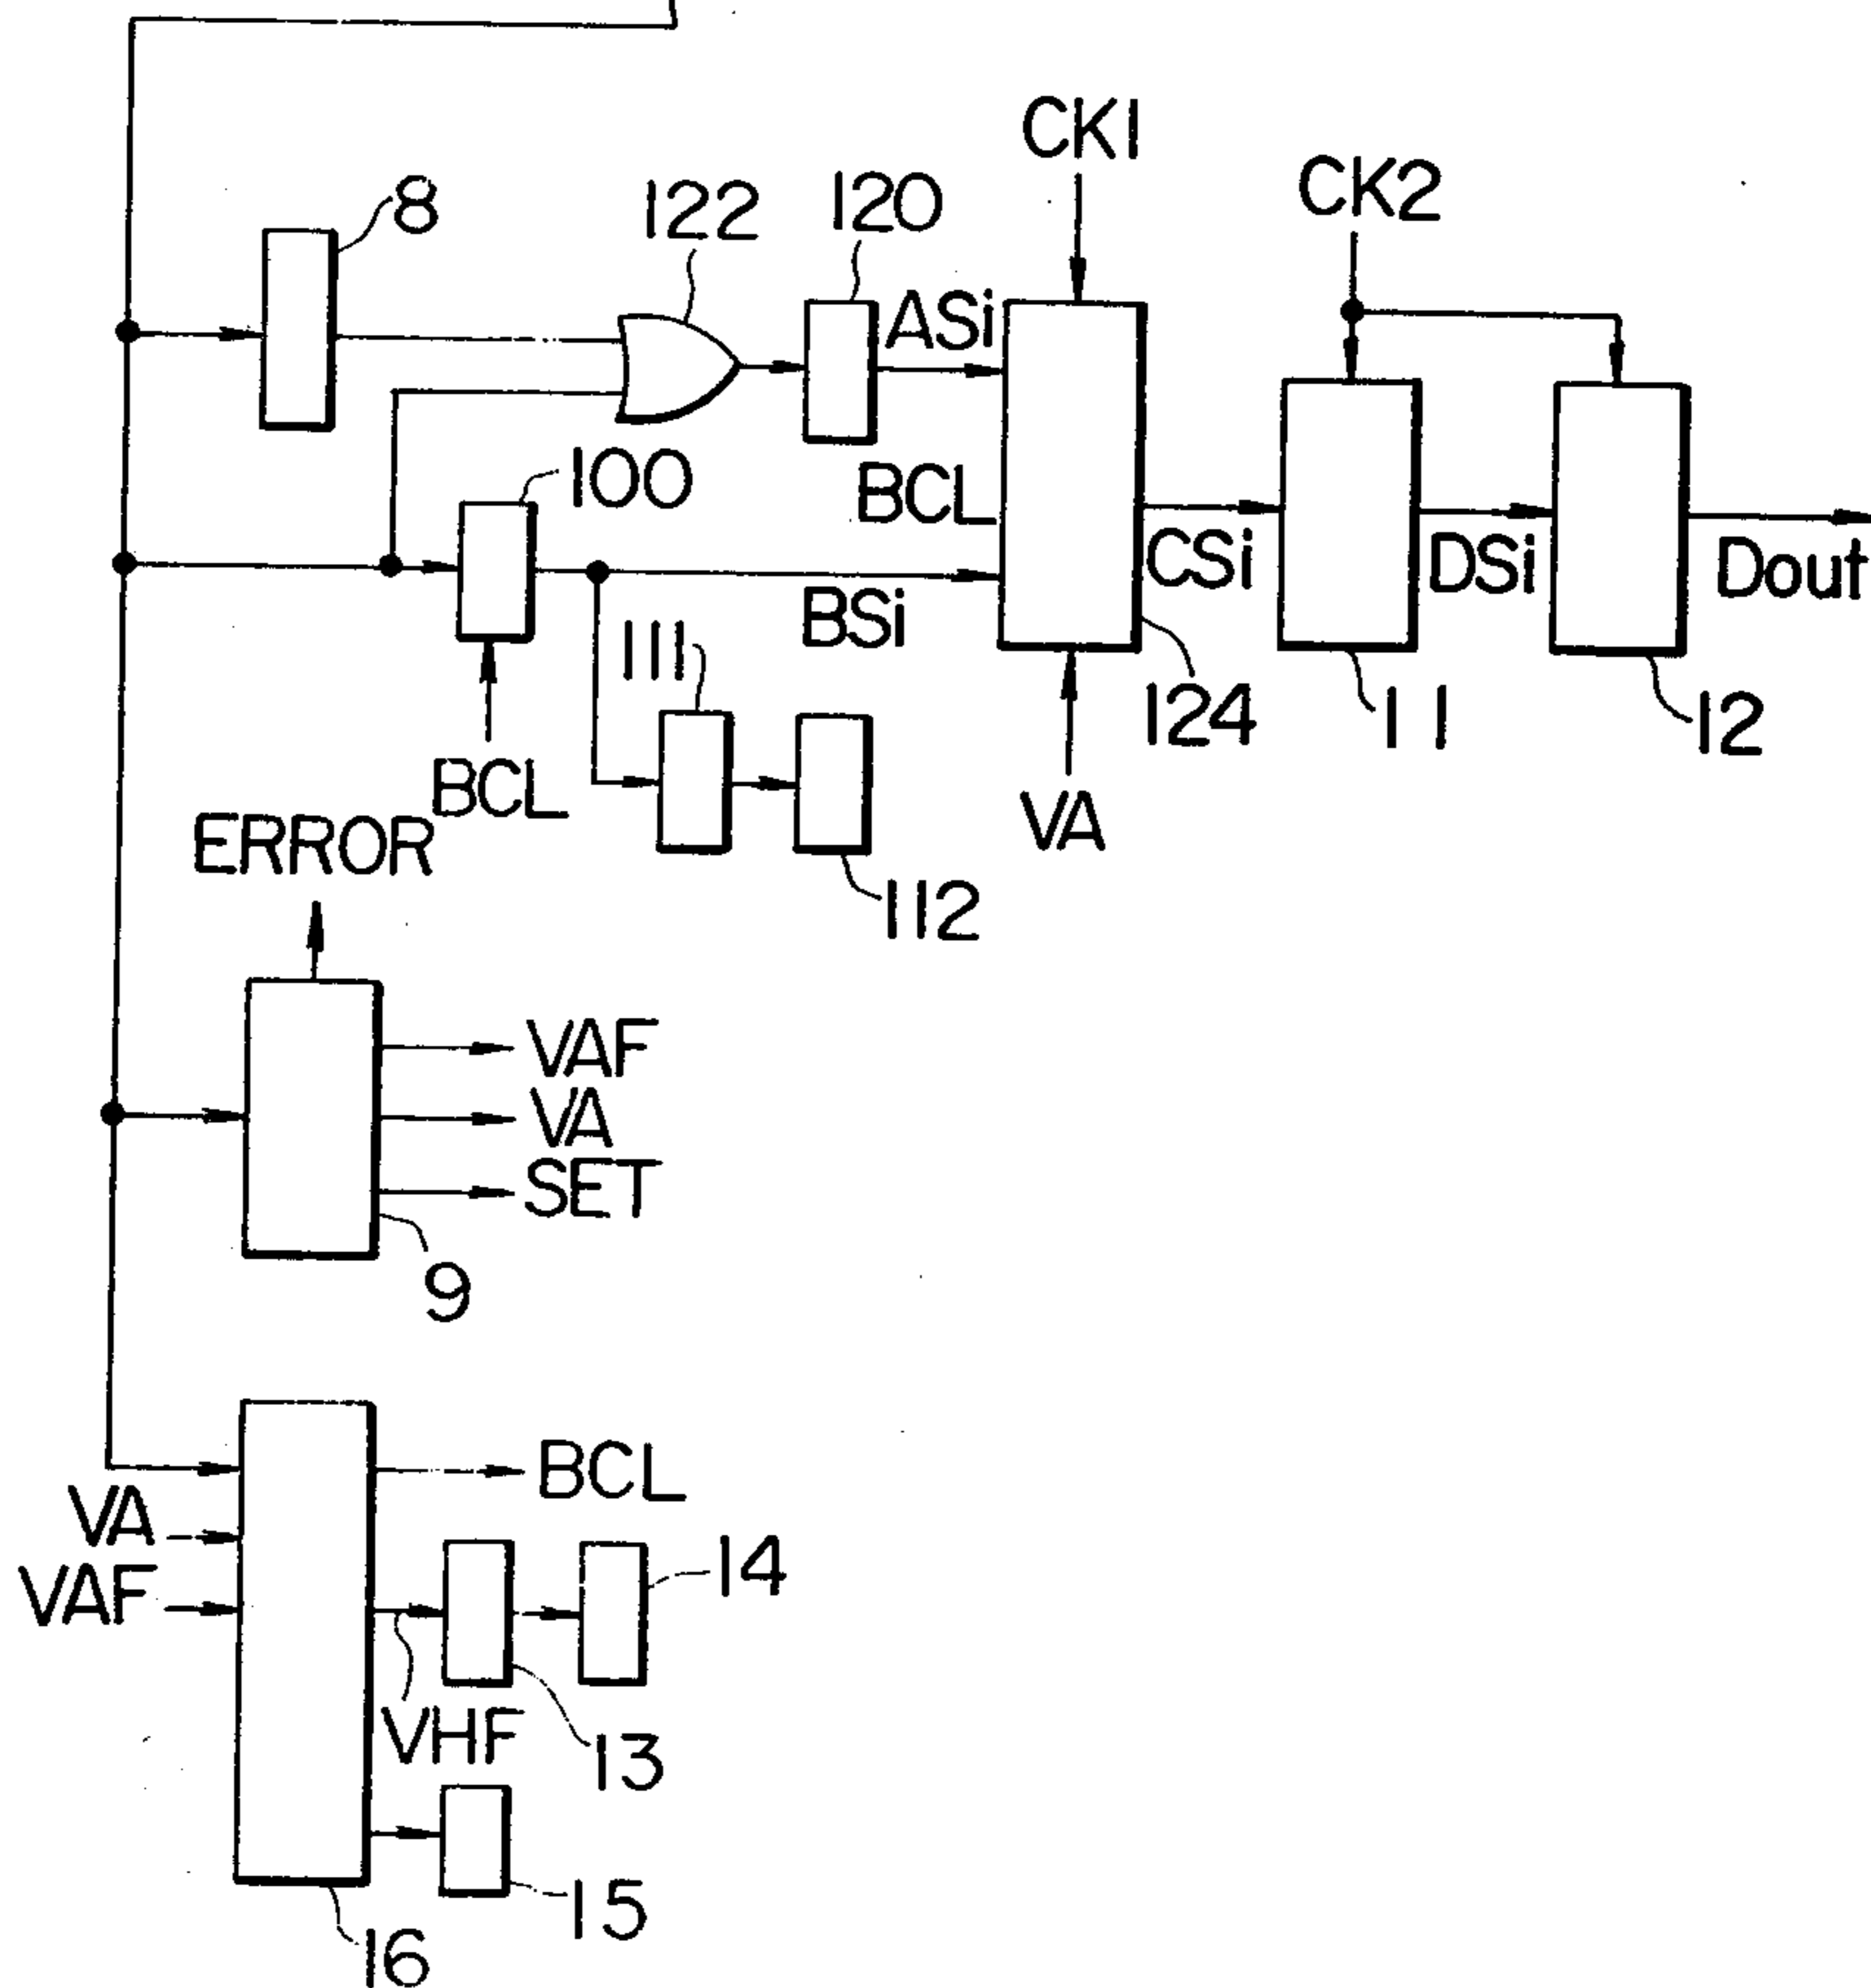 CK1
CK2
8
122
120
ASi
100
BCL
CSi
DSi
Dout
BSi
111
124
11
12
BCL
VA
ERROR
112
VAF
VA
SET
9
BCL
VA
14
VAF
VHF
13
15
16